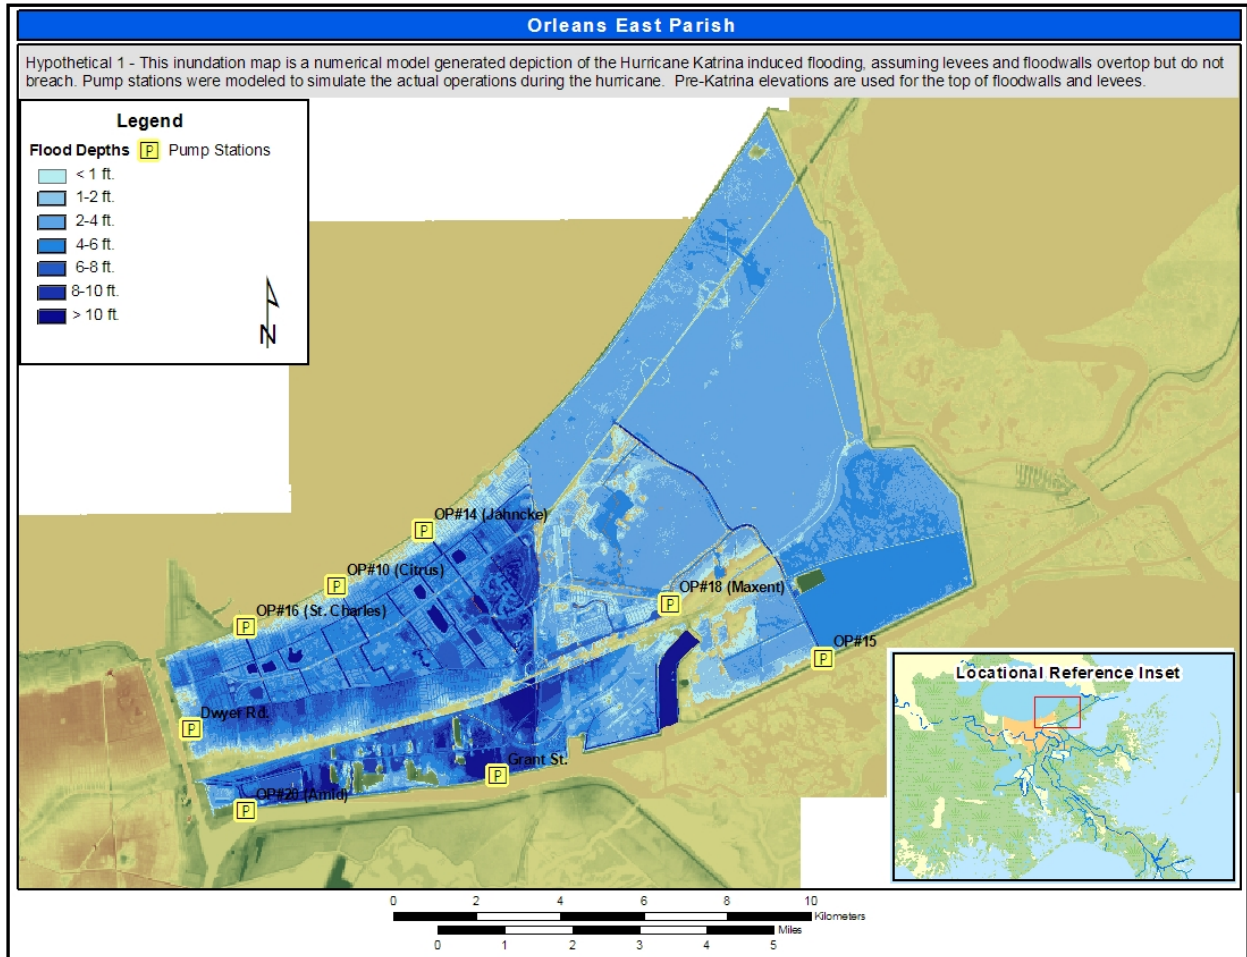 Orleans East Parish
Hypothetical 1 - This inundation map is a numerical model generated depiction of the Hurricane Katrina induced flooding, assuming levees and floodwalls overtop but do not
breach. Pump stations were modeled to simulate the actual operations during the hurricane. Pre-Katrina elevations are used for the top of floodwalls and levees.
Legend
Flood Depths P Pump Stations
< 1 ft.
1-2 ft.
2-4 ft.
4-6 ft.
6-8 ft.
8-10 ft.
> 10 ft.
N
OP#14 (Jahncke)
P
OP#10 (Citrus)
P
OP#18 (Maxent)
P
OP#16 (St. Charles)
P
OP#15
P
Locational Reference Inset
Dwyer Rd.
P
Grant St.
P
OP#20 (Amid)
P
0 2 4 6 8 10
Kilometers
Miles
0 1 2 3 4 5